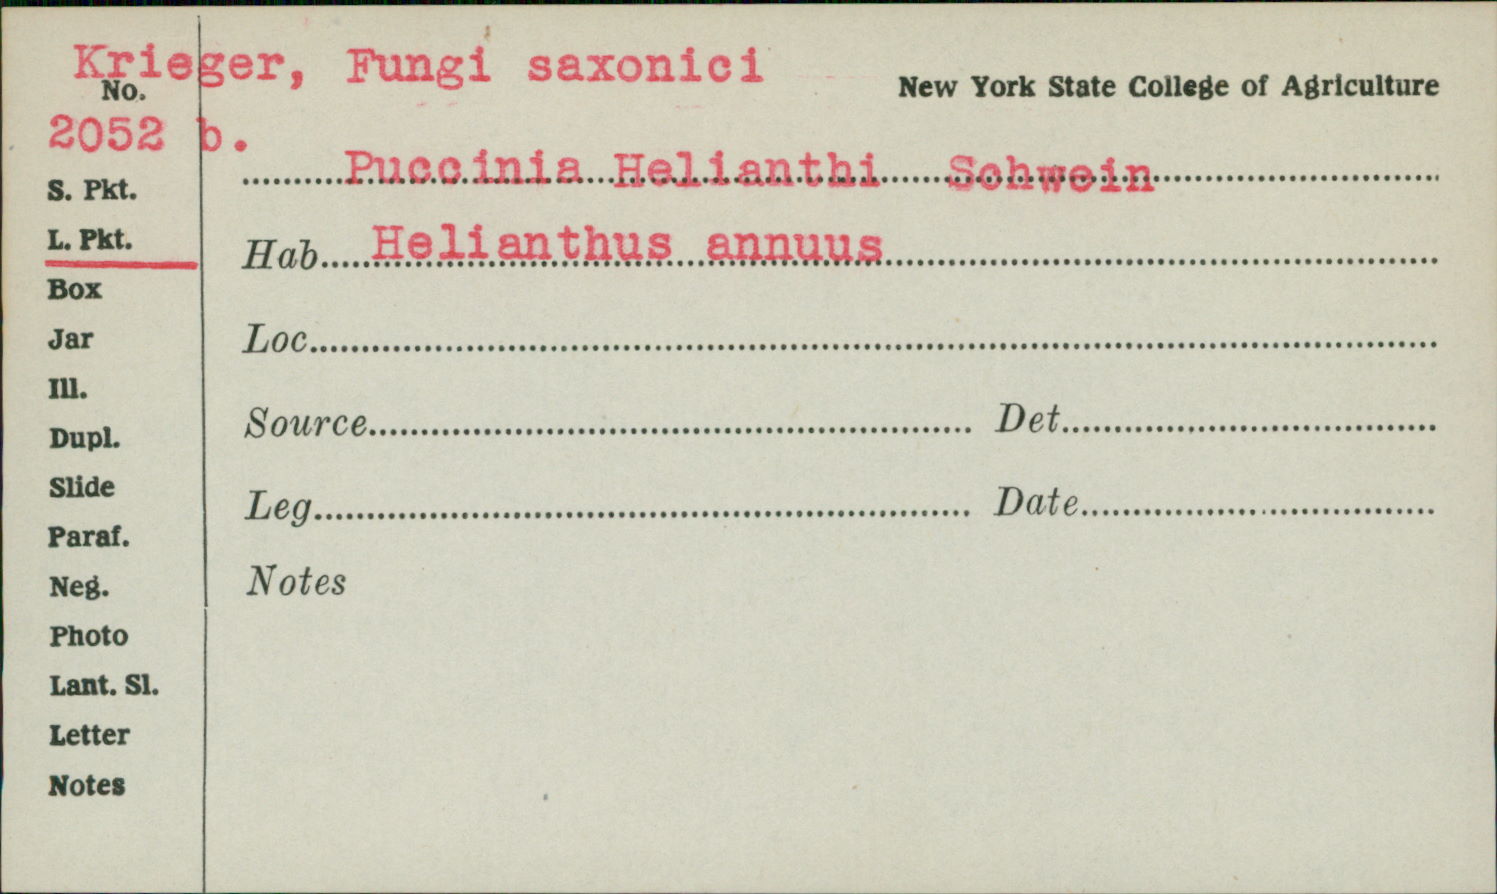 Krieger, Fungi saxonici
No.
New York State College of Agriculture
2052 b.
Puccinia Helianthi Schwein
S. Pkt.
L. Pkt.
Hab. Helianthus annuus
Box
Jar
Loc.
Ill.
Dupl.
Source Det.
Slide
Leg. Date
Paraf.
Neg.
Notes
Photo
Lant. Sl.
Letter
Notes